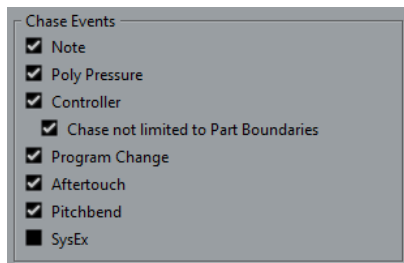 Chase Events
Note
Poly Pressure
Controller
Chase not limited to Part Boundaries
Program Change
Aftertouch
Pitchbend
SysEx